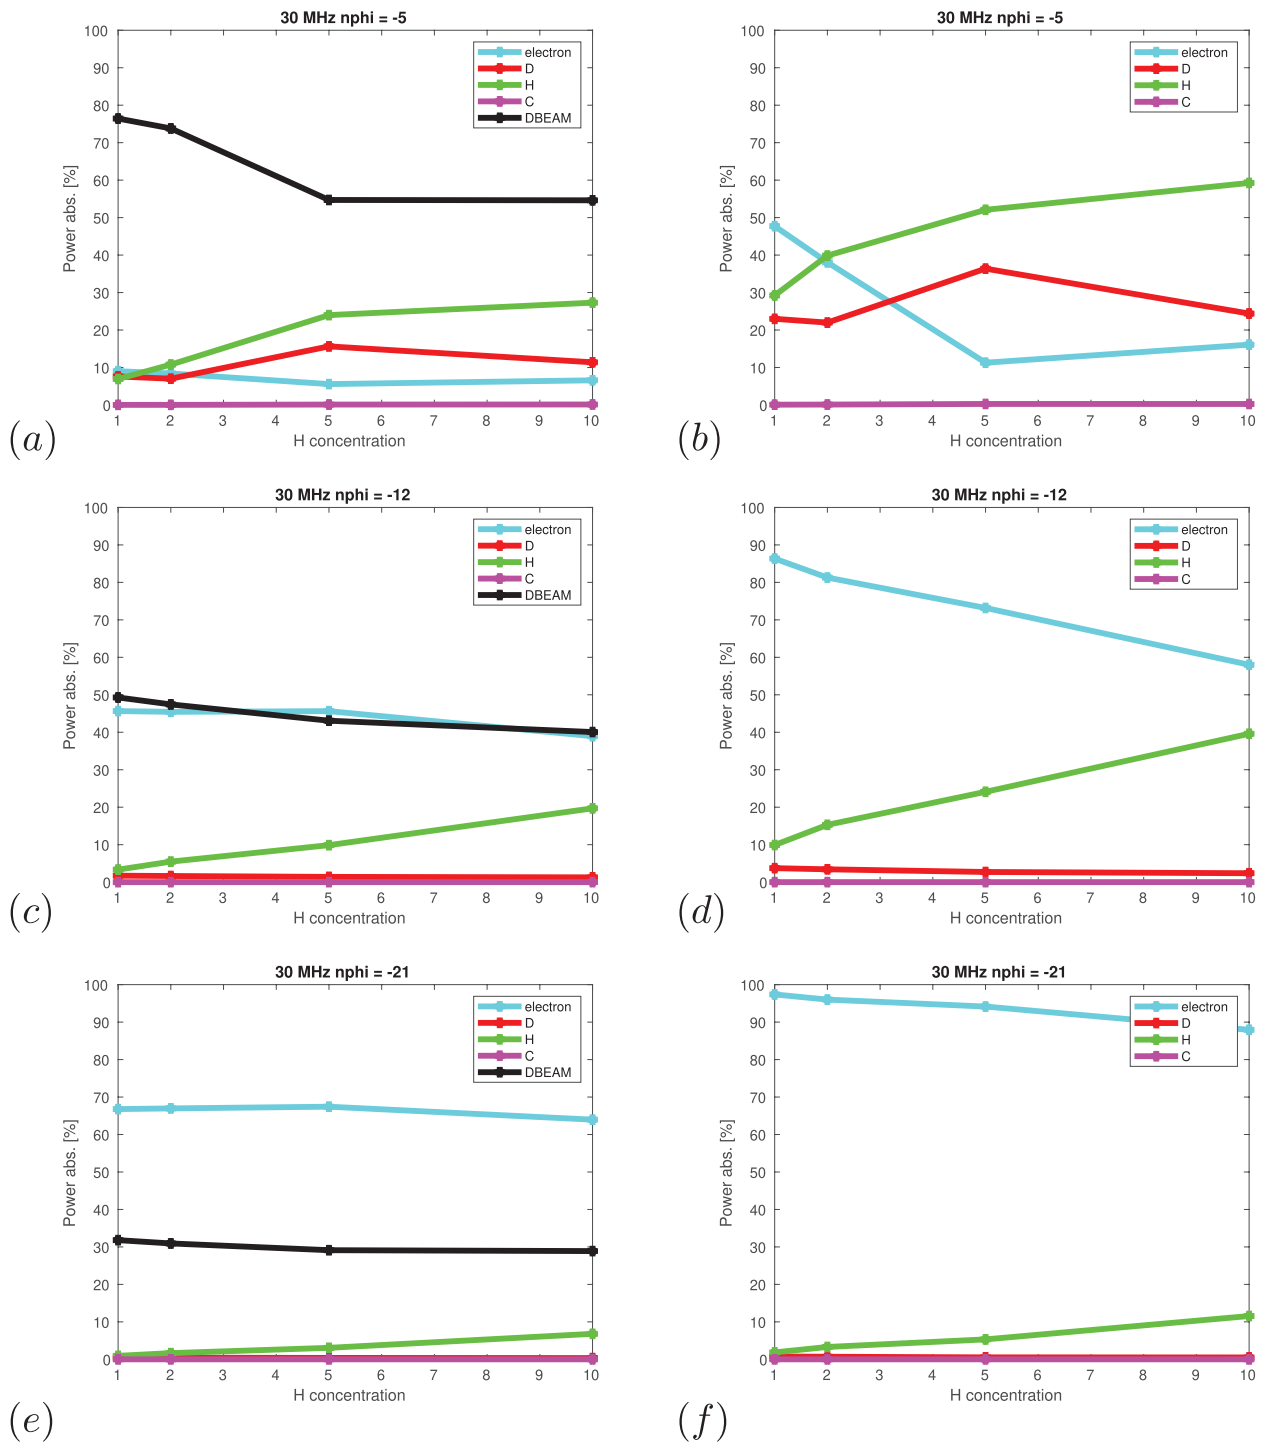 30 MHz nphi = -5
100
90
80
70
60
50
40
30
20
10
0
Power abs. [%]
electron
D
H
C
DBEAM
1 2 3 4 5 6 7 8 9 10
H concentration
(a)
30 MHz nphi = -5
100
90
80
70
60
50
40
30
20
10
0
Power abs. [%]
electron
D
H
C
1 2 3 4 5 6 7 8 9 10
H concentration
(b)
30 MHz nphi = -12
100
90
80
70
60
50
40
30
20
10
0
Power abs. [%]
electron
D
H
C
DBEAM
1 2 3 4 5 6 7 8 9 10
H concentration
(c)
30 MHz nphi = -12
100
90
80
70
60
50
40
30
20
10
0
Power abs. [%]
electron
D
H
C
1 2 3 4 5 6 7 8 9 10
H concentration
(d)
30 MHz nphi = -21
100
90
80
70
60
50
40
30
20
10
0
Power abs. [%]
electron
D
H
C
DBEAM
1 2 3 4 5 6 7 8 9 10
H concentration
(e)
30 MHz nphi = -21
100
90
80
70
60
50
40
30
20
10
0
Power abs. [%]
electron
D
H
C
1 2 3 4 5 6 7 8 9 10
H concentration
(f)